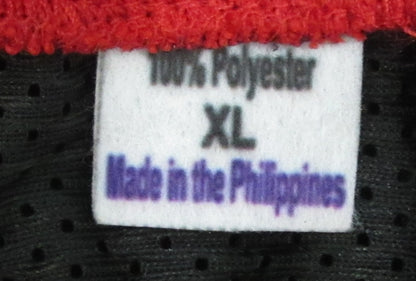 100% Polyester
XL
Made in the Philippines